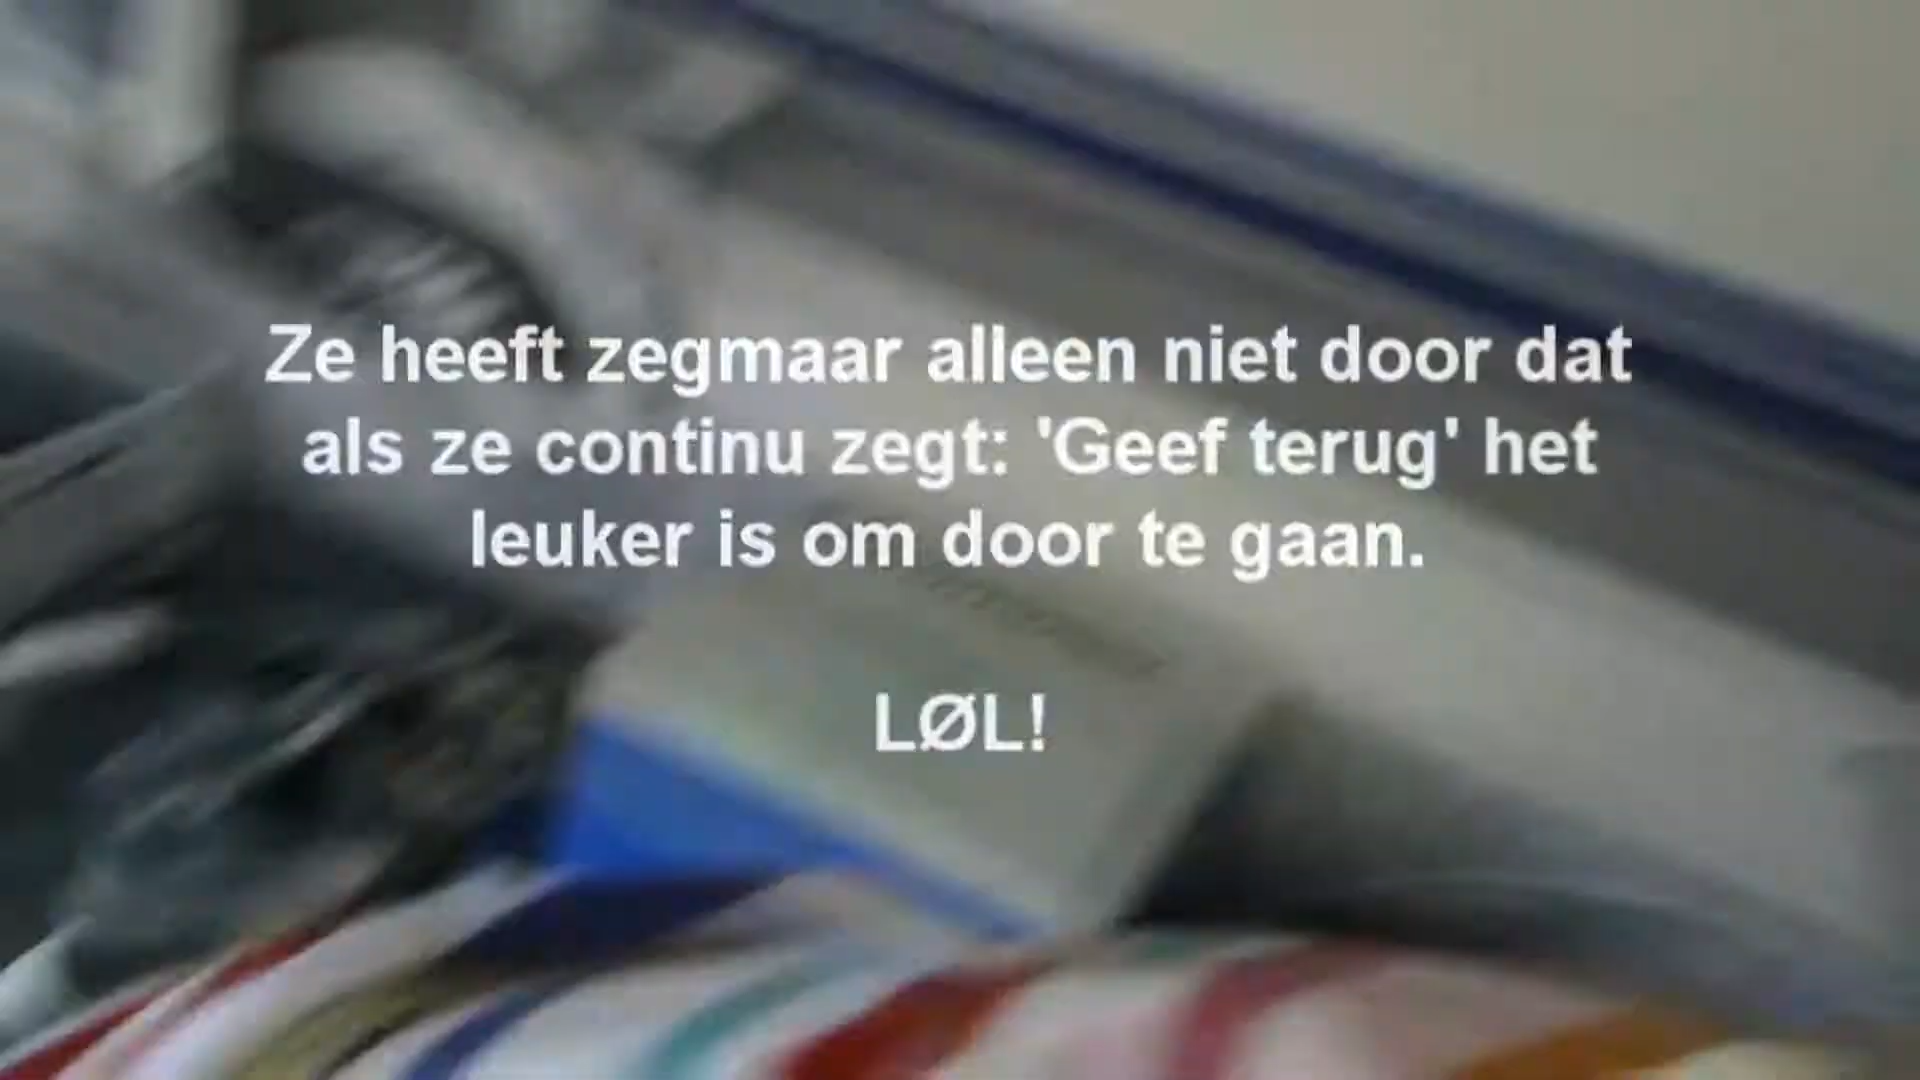 Ze heeft zegmaar alleen niet door dat
als ze continu zegt: 'Geef terug' het
leuker is om door te gaan.
LØL!